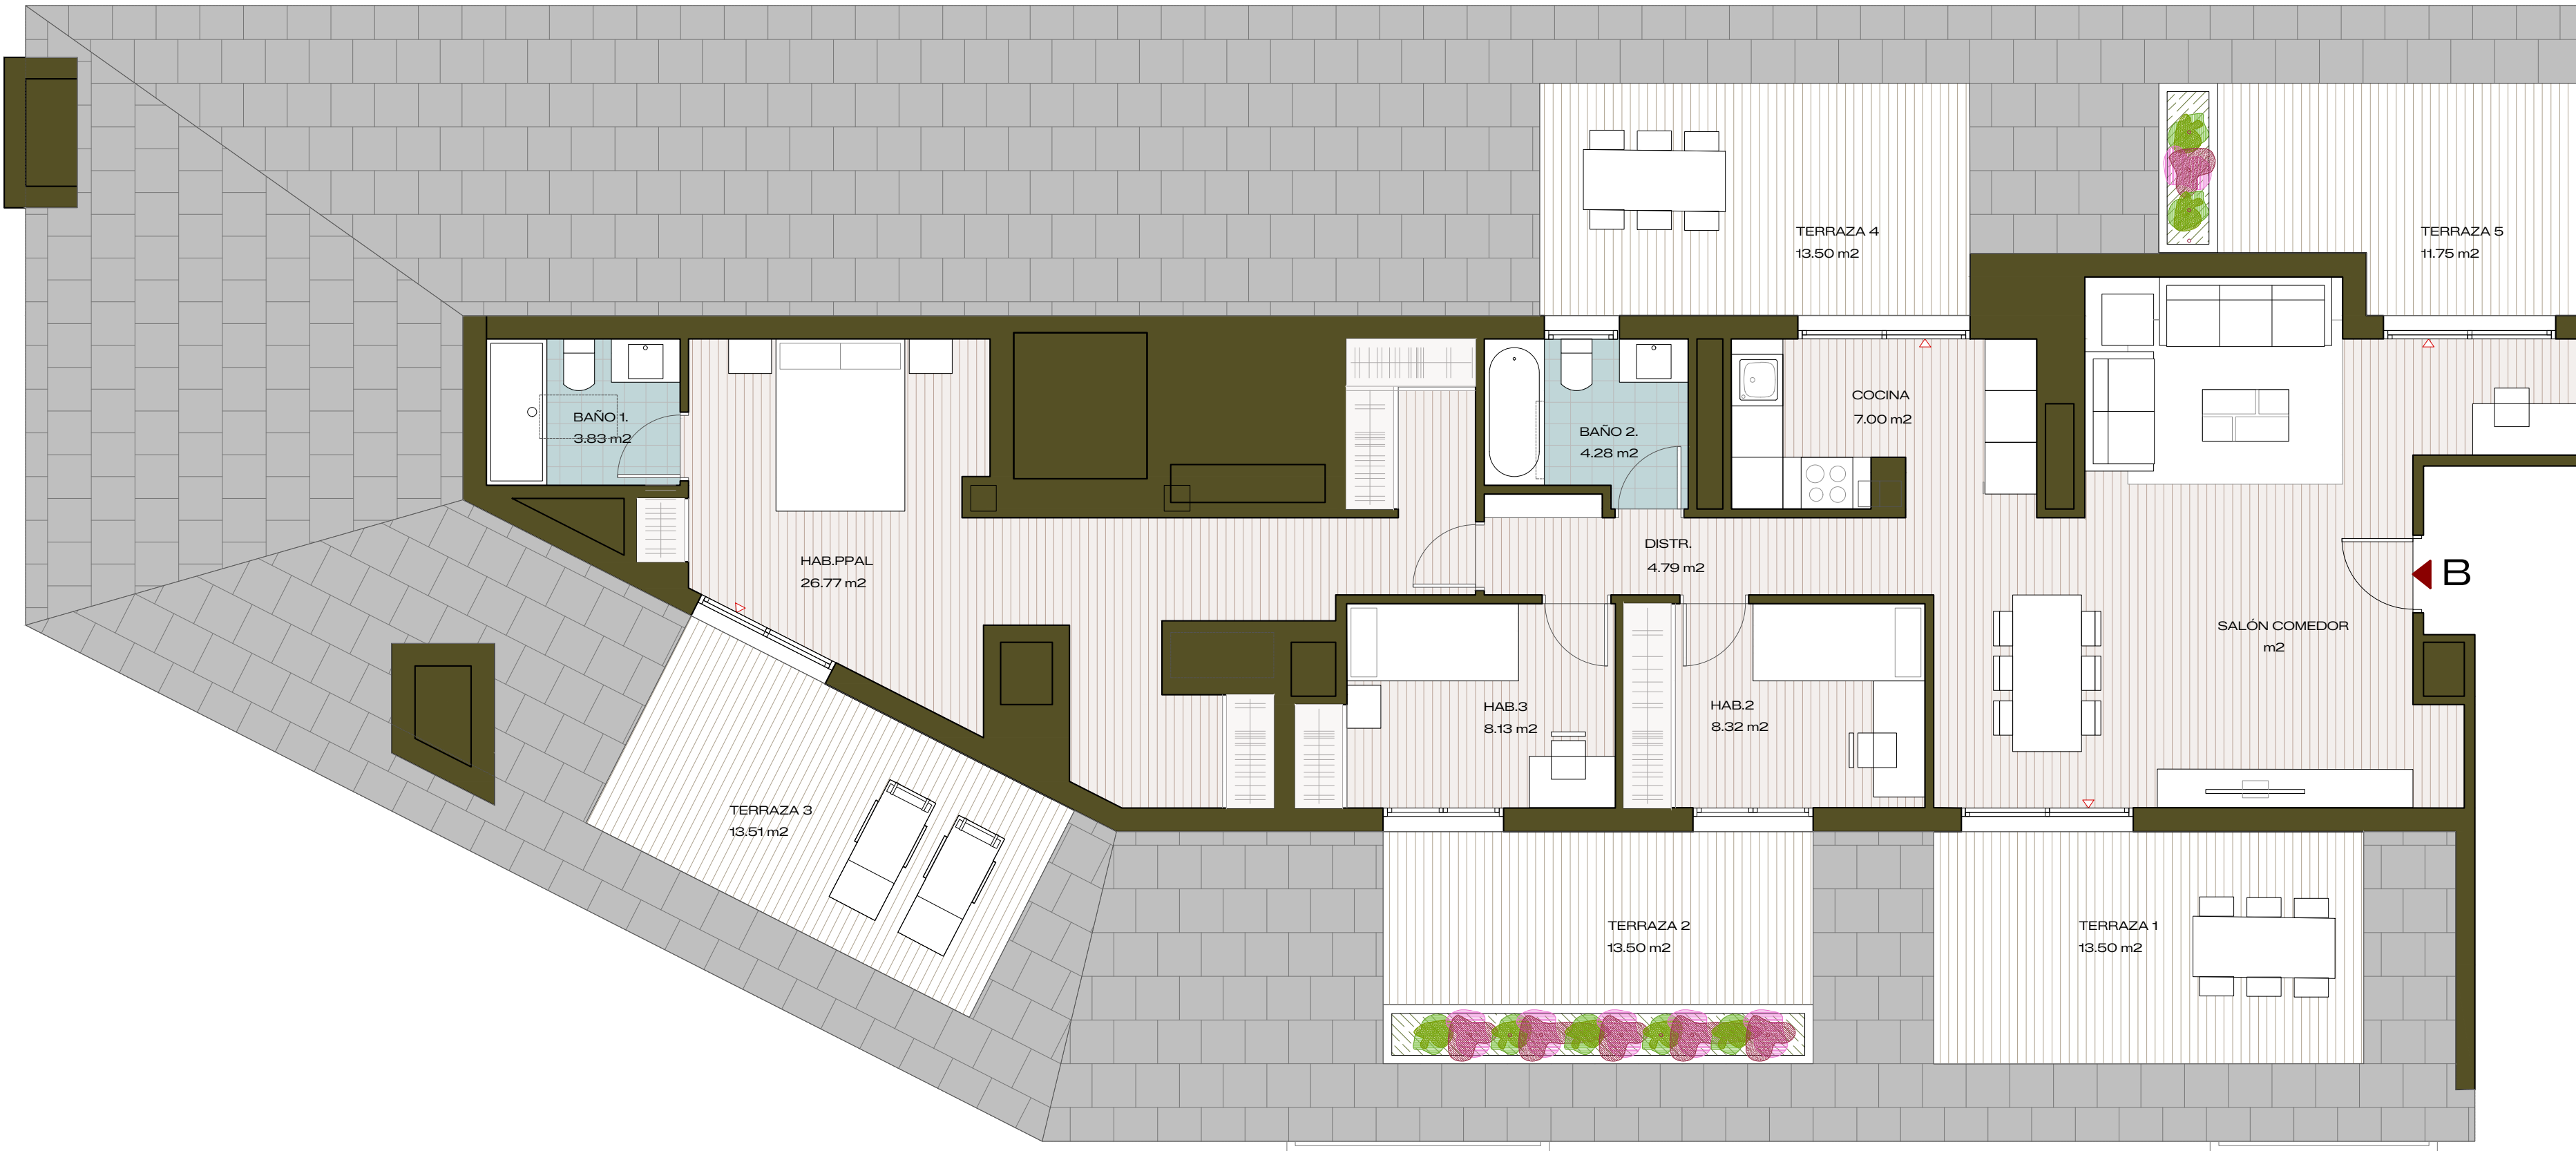 TERRAZA 4
13.50 m2
TERRAZA 5
11.75 m2
BAÑO 1.
3.83 m2
BAÑO 2.
4.28 m2
COCINA
7.00 m2
HAB.PPAL
26.77 m2
DISTR.
4.79 m2
B
SALÓN COMEDOR
m2
HAB.3
8.13 m2
HAB.2
8.32 m2
TERRAZA 3
13.51 m2
TERRAZA 2
13.50 m2
TERRAZA 1
13.50 m2